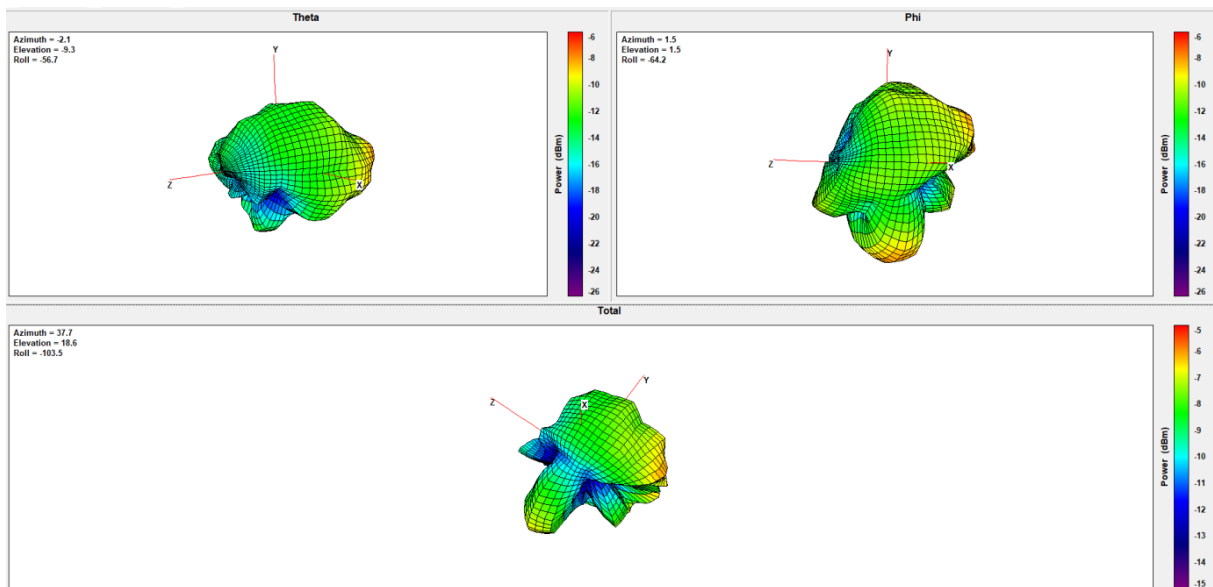 Theta
Azimuth = -2.1
Elevation = -9.3
Roll = -56.7
Y
Z
X
-6
-8
-10
-12
-14
-16
-18
-20
-22
-24
-26
Power (dBm)
Phi
Azimuth = 1.5
Elevation = 1.5
Roll = -64.2
Y
Z
X
-6
-8
-10
-12
-14
-16
-18
-20
-22
-24
-26
Power (dBm)
Total
Azimuth = 37.7
Elevation = 18.6
Roll = -103.5
Z
X
Y
-5
-6
-7
-8
-9
-10
-11
-12
-13
-14
-15
Power (dBm)